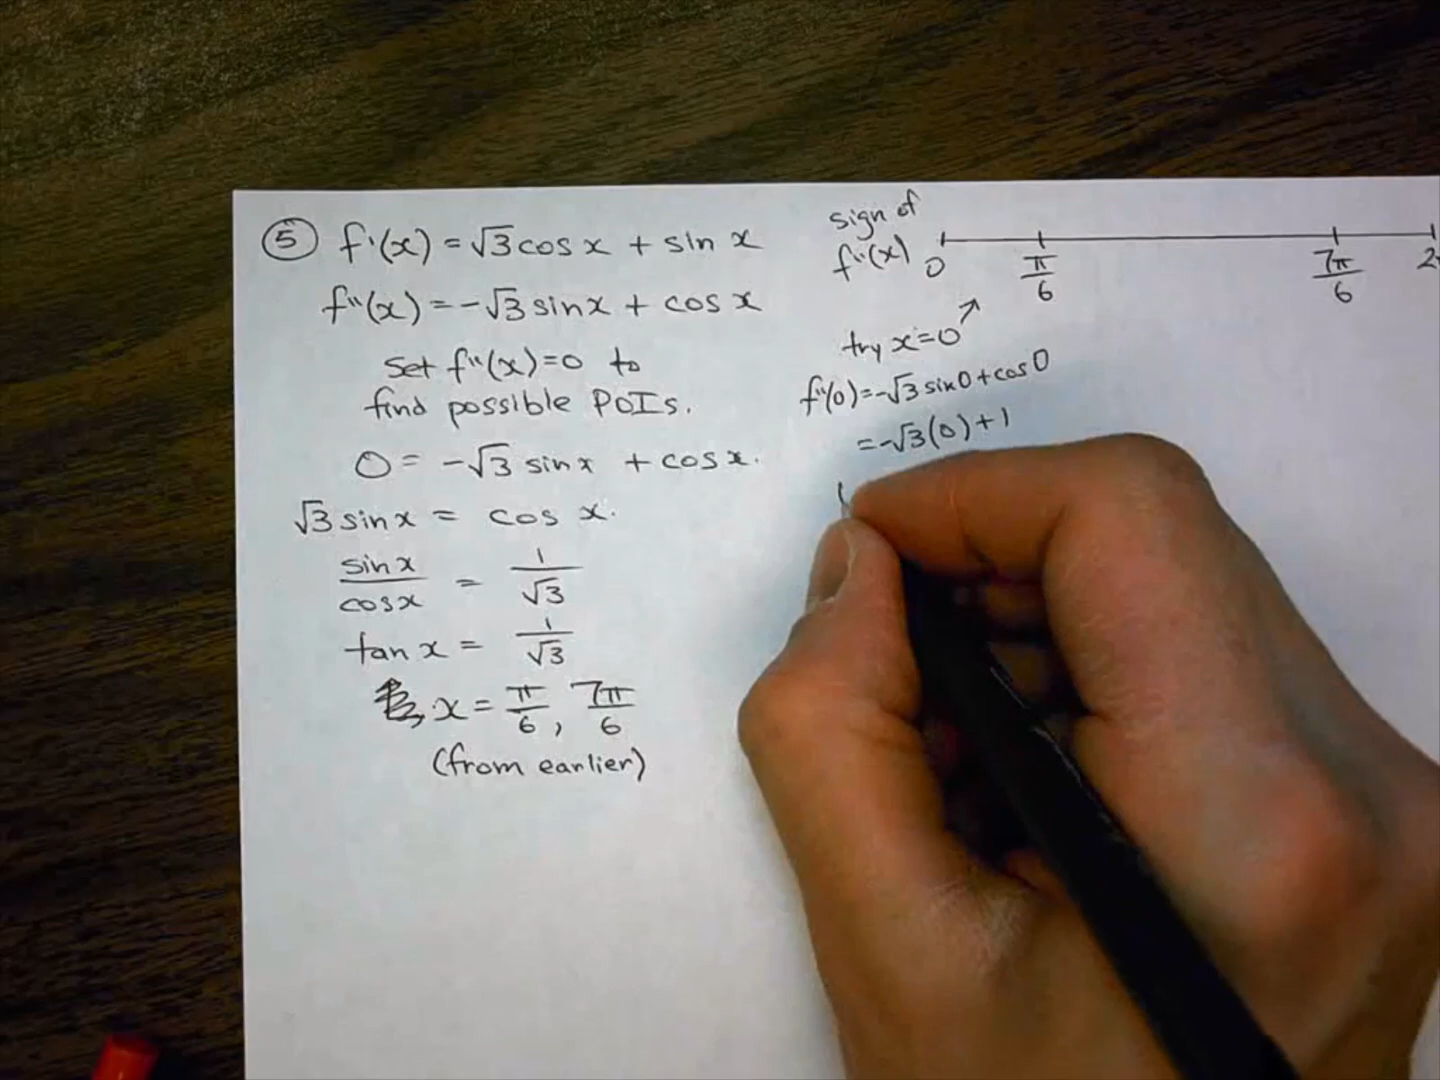 5 f'(x) = √3 cos x + sin x
f''(x) = -√3 sin x + cos x
Set f''(x) = 0 to
find possible POIs.
0 = -√3 sin x + cos x.
√3 sin x = cos x.
sin x / cos x = 1 / √3
tan x = 1 / √3
x = π/6, 7π/6
(from earlier)
sign of
f''(x) 0 π/6 7π/6 2
try x = 0
f''(0) = -√3 sin 0 + cos 0
= -√3(0) + 1